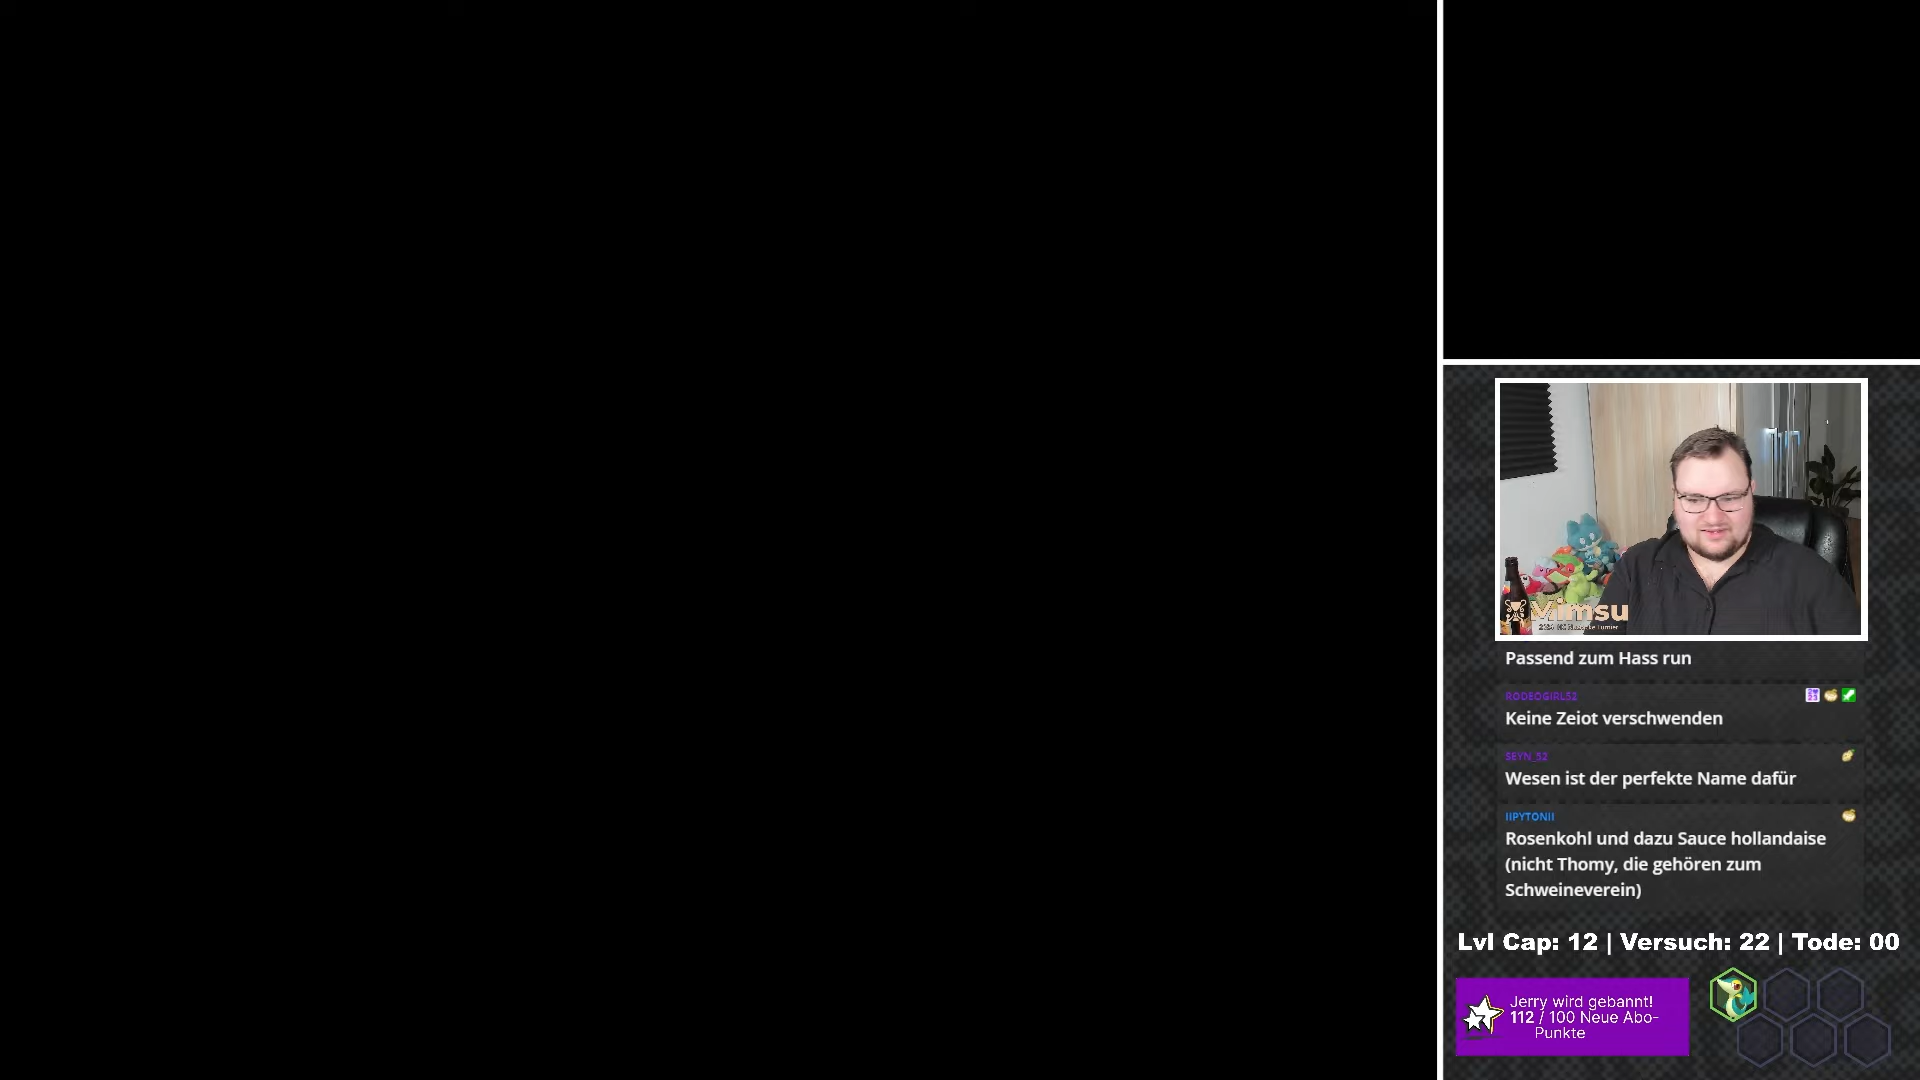 Vimsu
Passend zum Hass run
RODEOGIRL52
Keine Zeiot verschwenden
SEYN_52
Wesen ist der perfekte Name dafür
IIPYTONII
Rosenkohl und dazu Sauce hollandaise
(nicht Thomy, die gehören zum
Schweineverein)
Lvl Cap: 12 | Versuch: 22 | Tode: 00
Jerry wird gebannt!
112 / 100 Neue Abo-
Punkte